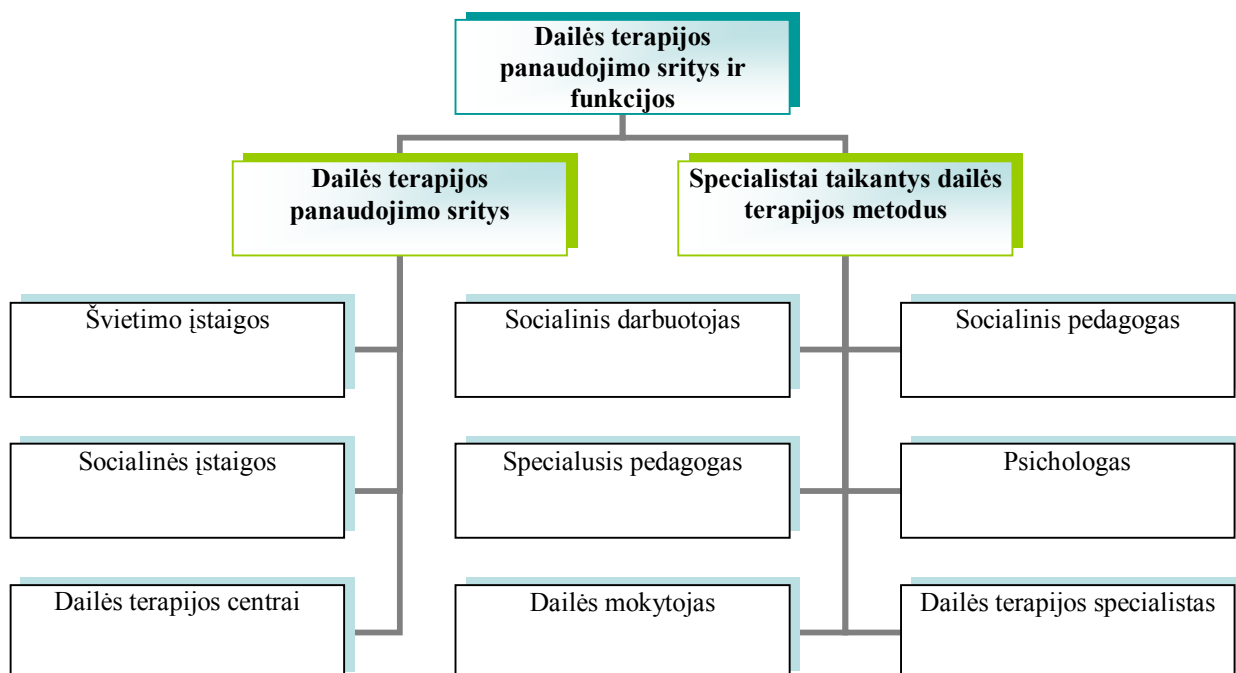 Dailės terapijos
panaudojimo sritys ir
funkcijos
Dailės terapijos
panaudojimo sritys
Specialistai taikantys dailės
terapijos metodus
Švietimo įstaigos
Socialinis darbuotojas
Socialinis pedagogas
Socialinės įstaigos
Specialusis pedagogas
Psichologas
Dailės terapijos centrai
Dailės mokytojas
Dailės terapijos specialistas